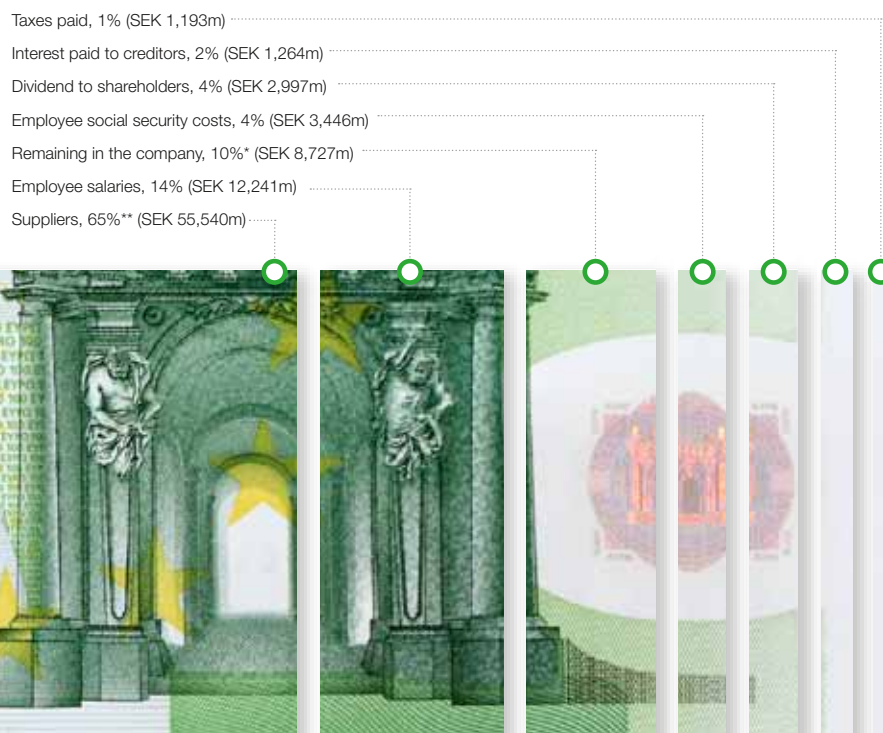 Taxes paid, 1% (SEK 1,193m)
Interest paid to creditors, 2% (SEK 1,264m)
Dividend to shareholders, 4% (SEK 2,997m)
Employee social security costs, 4% (SEK 3,446m)
Remaining in the company, 10%* (SEK 8,727m)
Employee salaries, 14% (SEK 12,241m)
Suppliers, 65%** (SEK 55,540m)